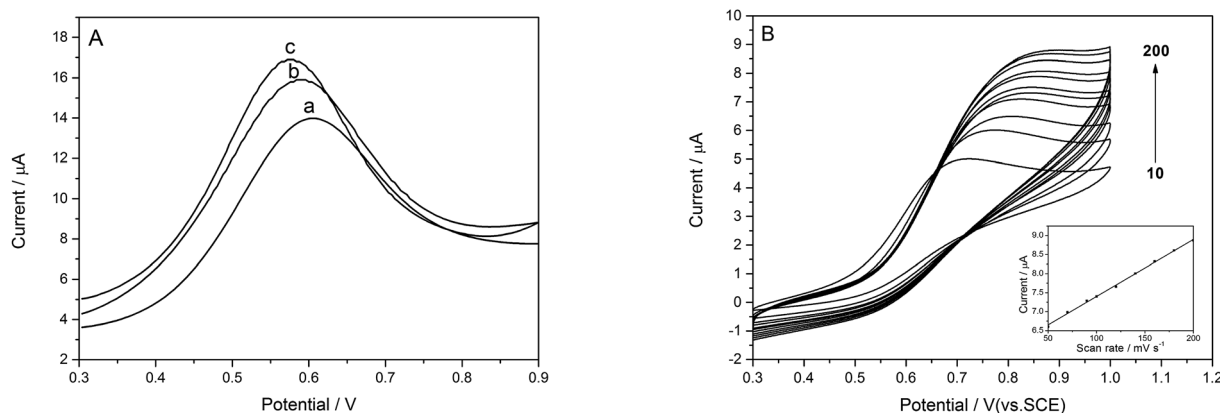 A
c
b
a
18
16
14
12
10
8
6
4
2
0.3 0.4 0.5 0.6 0.7 0.8 0.9
Current / μA
Potential / V
B
200
10
10
9
8
7
6
5
4
3
2
1
0
-1
-2
0.3 0.4 0.5 0.6 0.7 0.8 0.9 1.0 1.1 1.2
Current / μA
Potential / V(vs.SCE)
9.0
8.5
8.0
7.5
7.0
6.5
50 100 150 200
Current / μA
Scan rate / mV s⁻¹